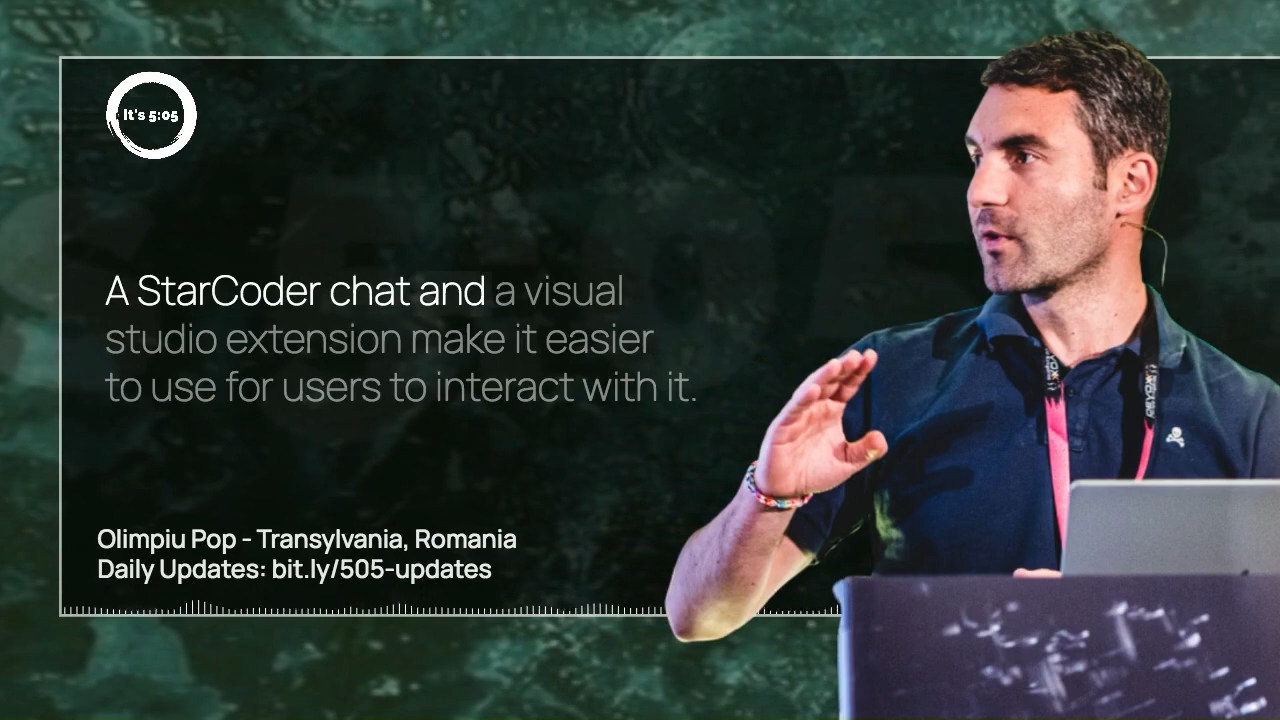 It's 5:05
A StarCoder chat and a visual
studio extension make it easier
to use for users to interact with it.
Olimpiu Pop - Transylvania, Romania
Daily Updates: bit.ly/505-updates